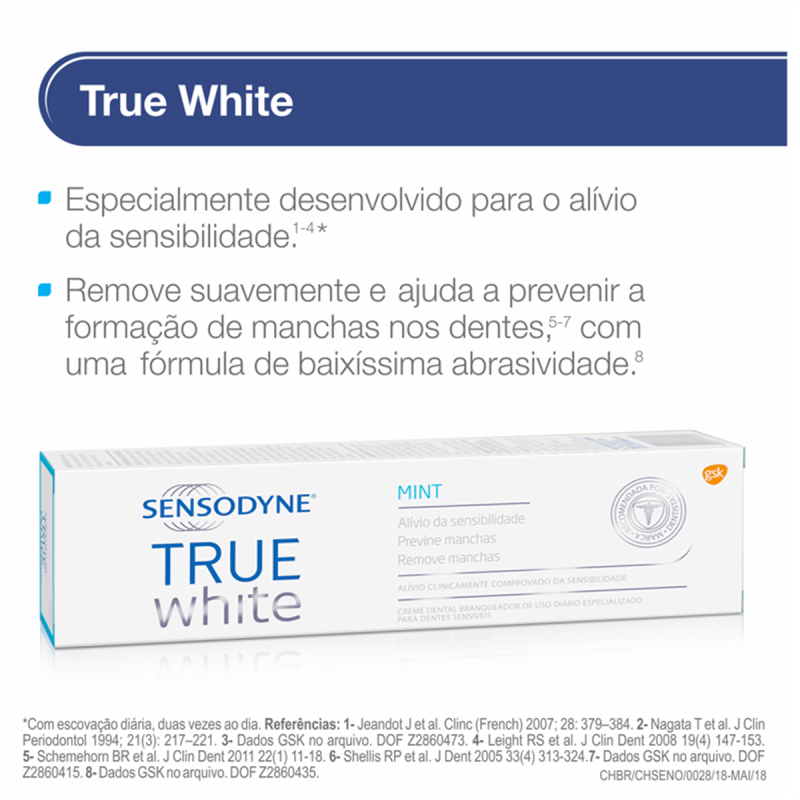 True White
Especialmente desenvolvido para o alívio
da sensibilidade.1-4*
Remove suavemente e ajuda a prevenir a
formação de manchas nos dentes,5-7 com
uma fórmula de baixíssima abrasividade.8
SENSODYNE®
TRUE
white
MINT
Alívio da sensibilidade
Previne manchas
Remove manchas
ALÍVIO CLINICAMENTE COMPROVADO DA SENSIBILIDADE
CREME DENTAL BRANQUEADOR DE USO DIÁRIO ESPECIALIZADO
PARA DENTES SENSÍVEIS
gsk
*Com escovação diária, duas vezes ao dia. Referências: 1- Jeandot J et al. Clinc (French) 2007; 28: 379–384. 2- Nagata T et al. J Clin
Periodontol 1994; 21(3): 217–221. 3- Dados GSK no arquivo. DOF Z2860473. 4- Leight RS et al. J Clin Dent 2008 19(4) 147-153.
5- Schemehorn BR et al J Clin Dent 2011 22(1) 11-18. 6- Shellis RP et al J Dent 2005 33(4) 313-324.7- Dados GSK no arquivo. DOF
Z2860415. 8- Dados GSK no arquivo. DOF Z2860435.
CHBR/CHSENO/0028/18-MAI/18